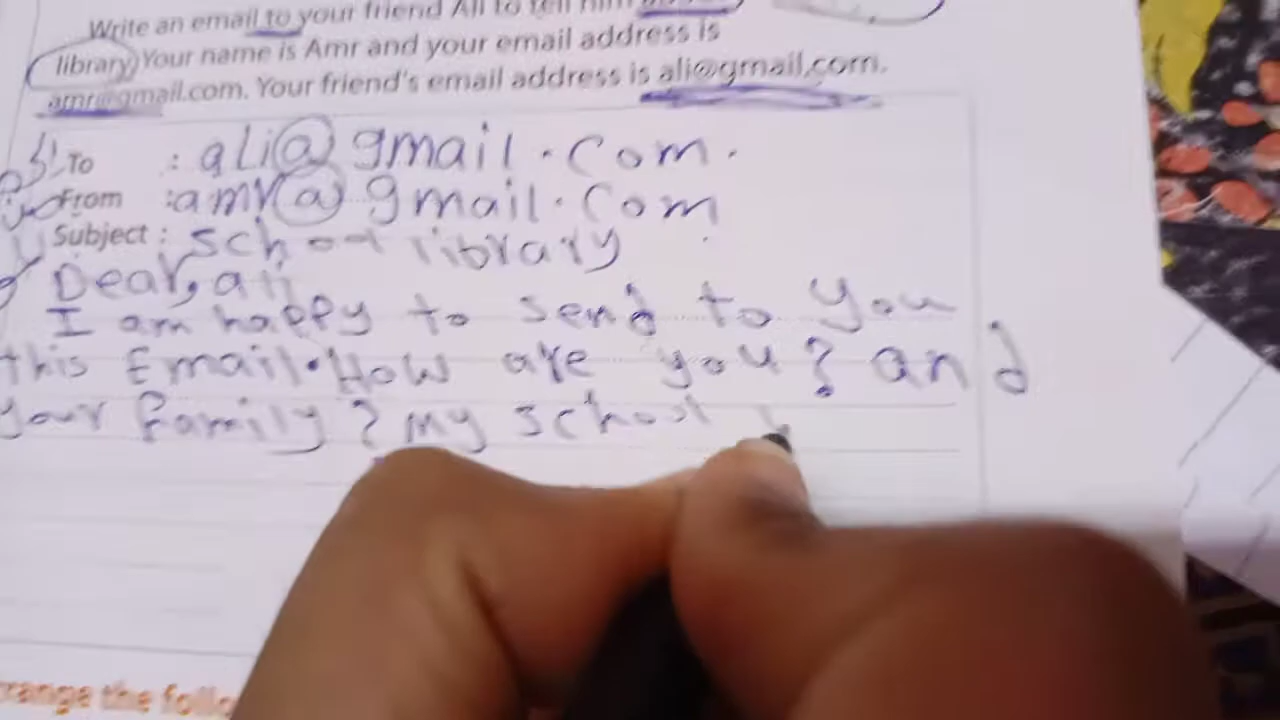 Write an email to your friend Ali to tell him
library. Your name is Amr and your email address is
amr@gmail.com. Your friend's email address is ali@gmail.com.
To : ali@gmail.com.
From : amr@gmail.com
Subject : school library
Dear, ali
I am happy to send to you
this Email. How are you? and
your family? my school
range the follo